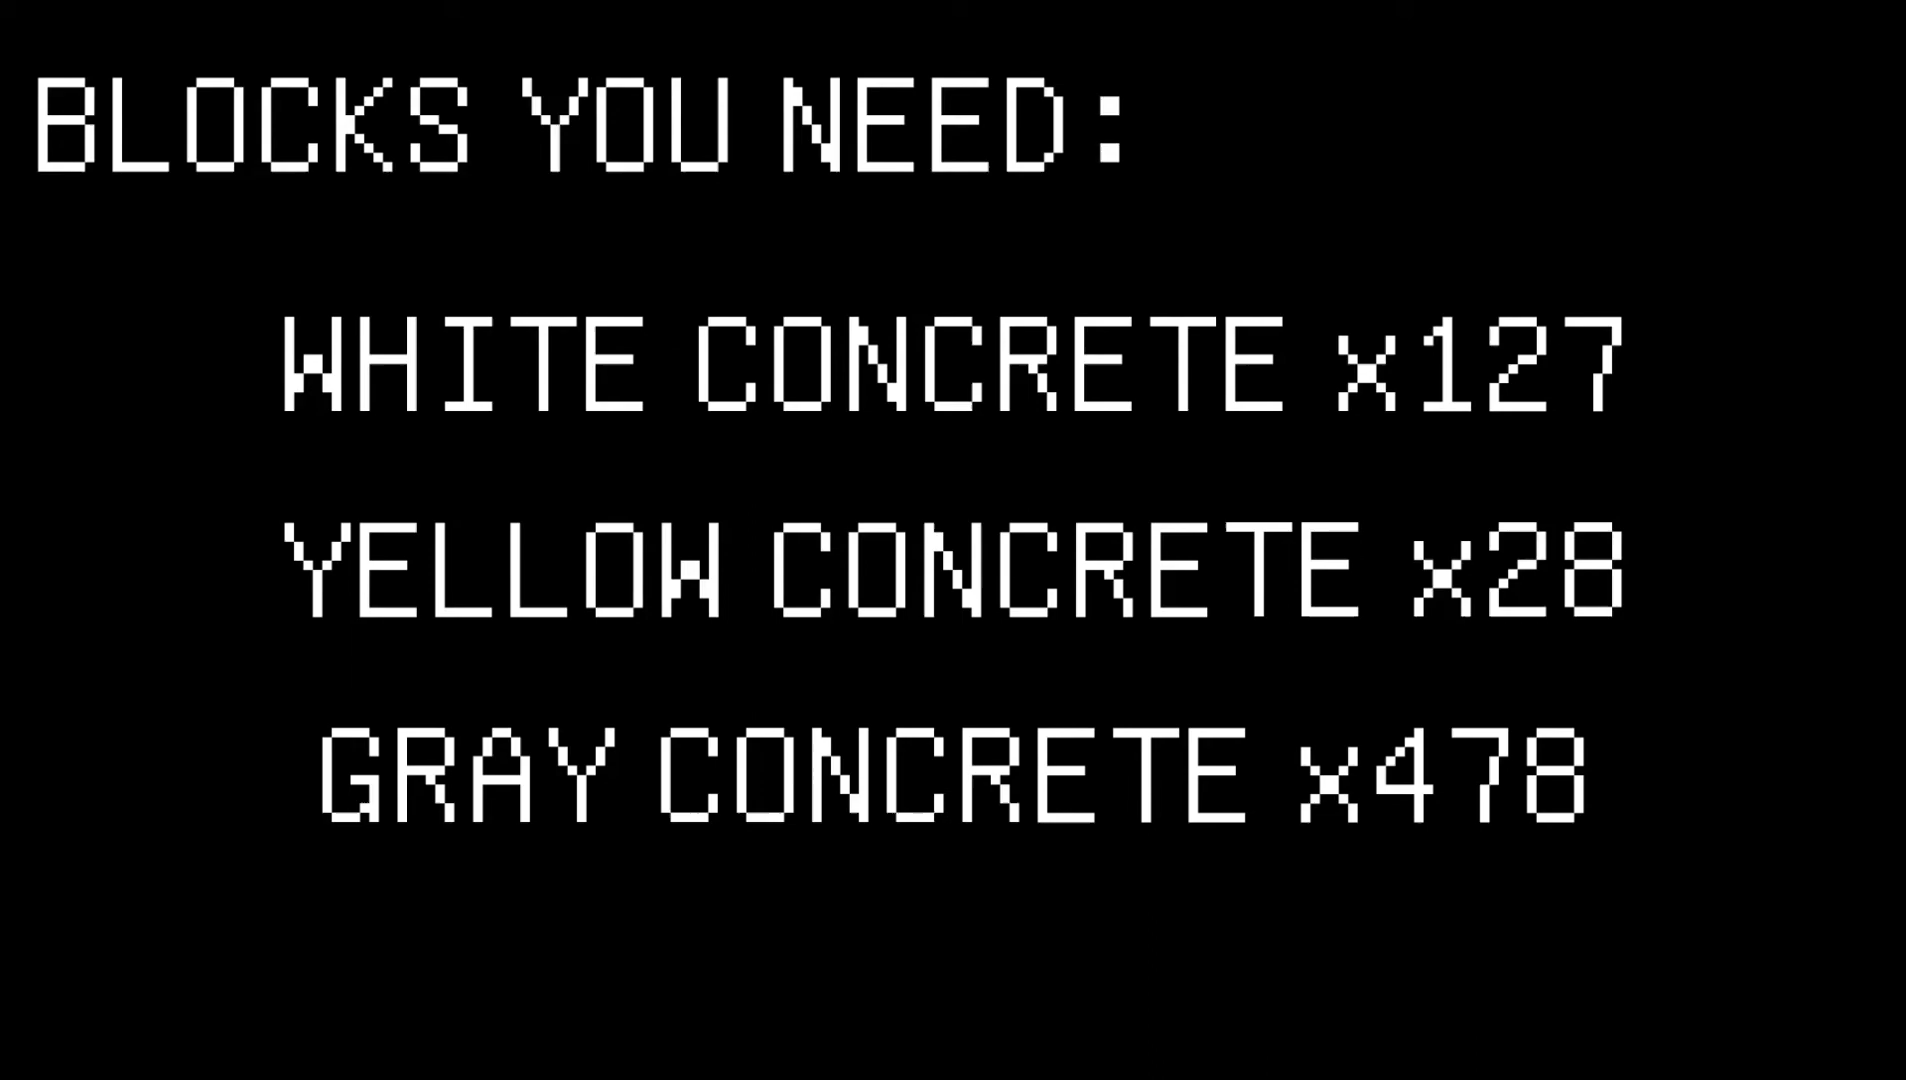 BLOCKS YOU NEED:
WHITE CONCRETE x127
YELLOW CONCRETE x28
GRAY CONCRETE x478